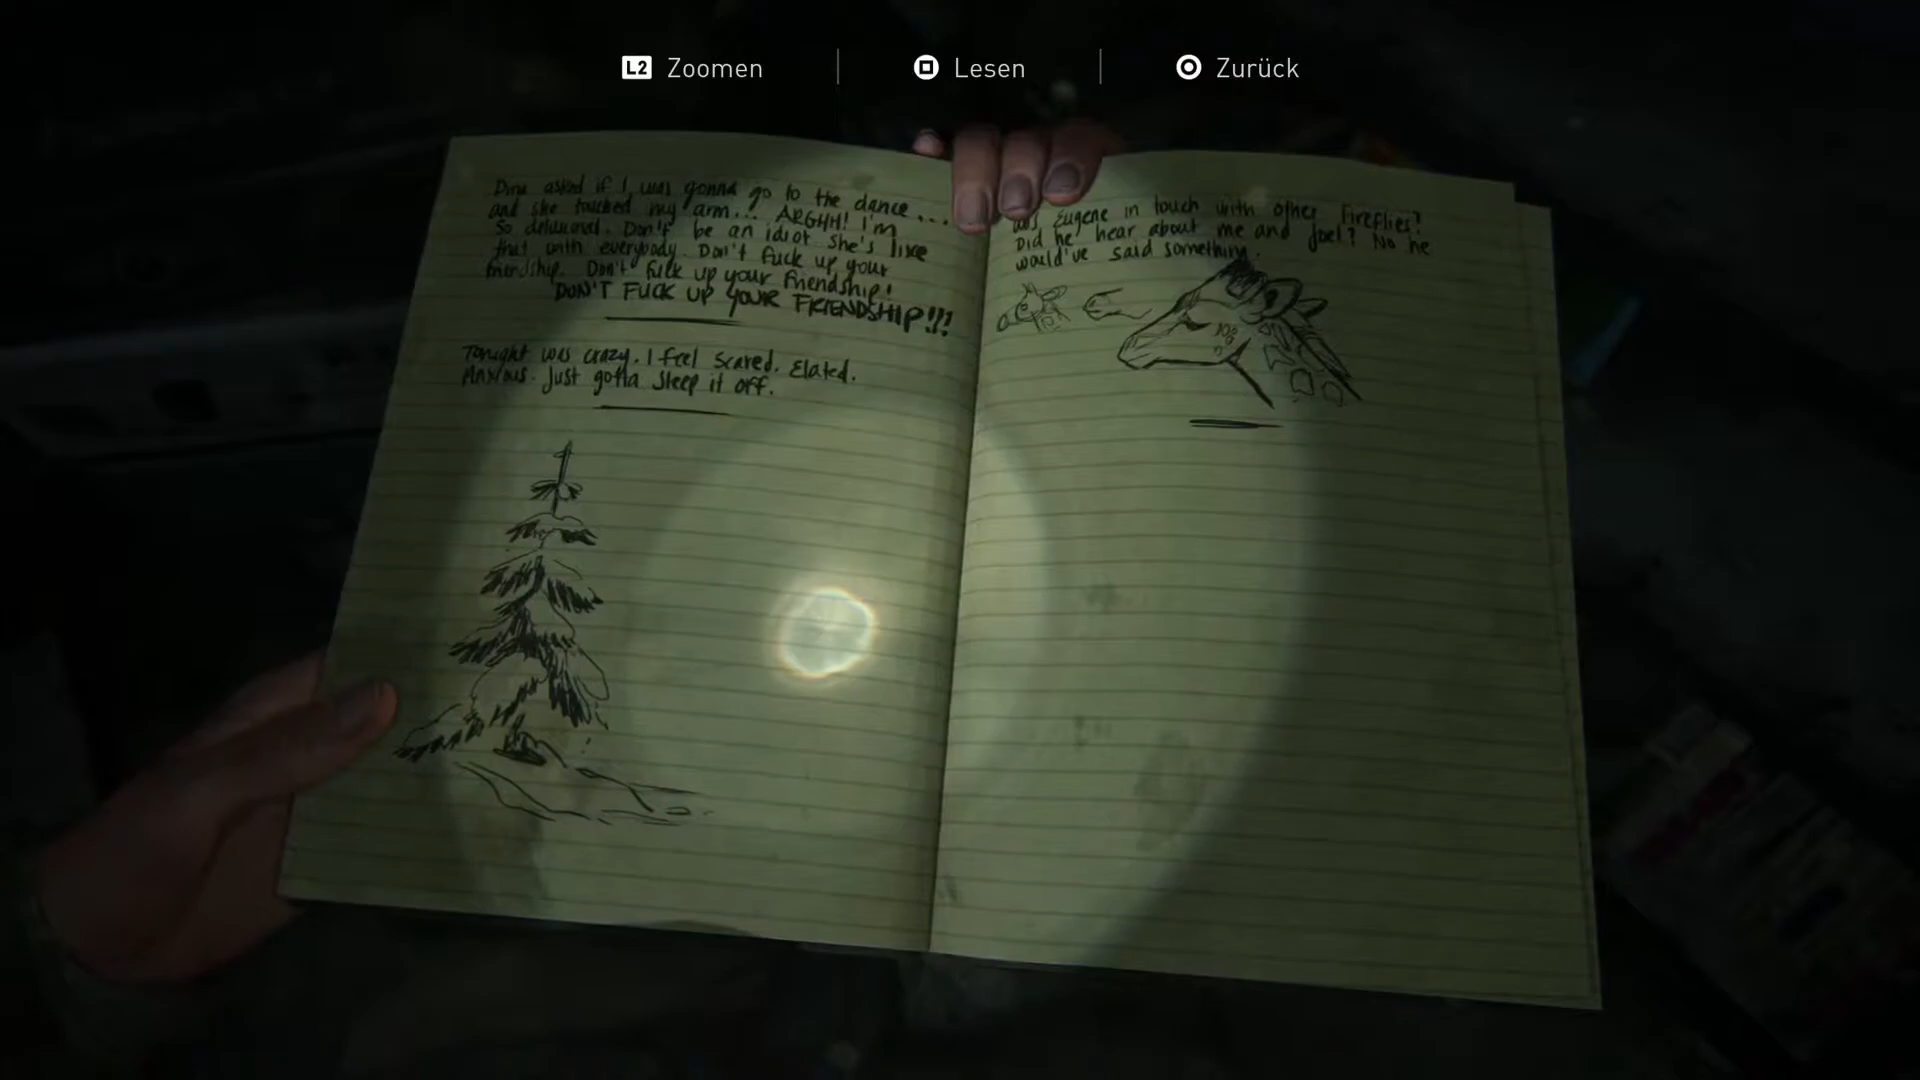 L2 Zoomen
Lesen
Zurück
Dina asked if I was gonna go to the dance...
and she touched my arm... ARGHH! I'm
so delusional. Don't be an idiot she's like
that with everybody. Don't fuck up your
friendship. Don't fuck up your friendship!
DON'T FUCK UP YOUR FRIENDSHIP!!!
Tonight was crazy. I feel scared. Elated.
Anxious. Just gotta sleep it off.
Was Eugene in touch with other Fireflies?
Did he hear about me and Joel? No he
would've said something.